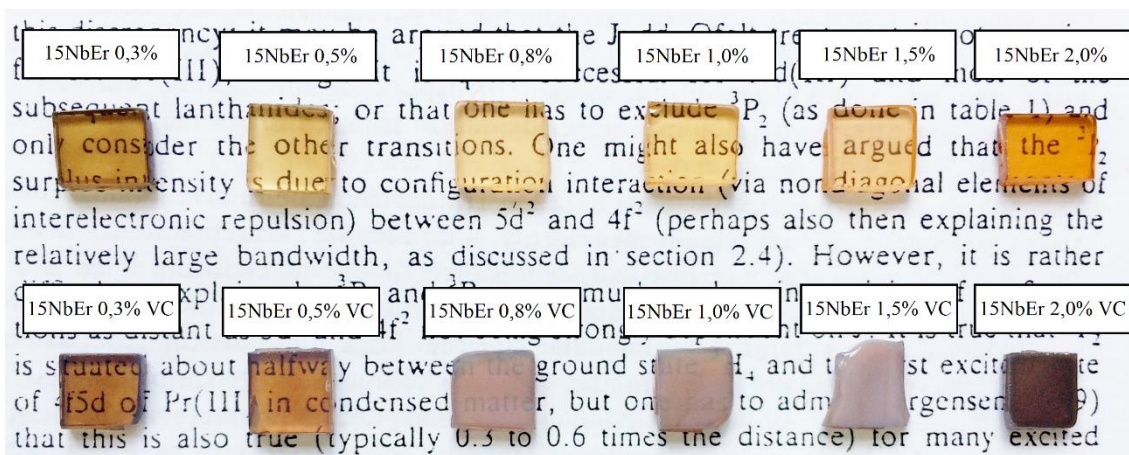 15NbEr 0,3% 15NbEr 0,5% 15NbEr 0,8% 15NbEr 1,0% 15NbEr 1,5% 15NbEr 2,0%
subsequent lanthanides; or that one has to exclude ³P₂ (as done in table 1) and
only consider the other transitions. One might also have argued that the ³P₂
surplus intensity is due to configuration interaction (via nondiagonal elements of
interelectronic repulsion) between 5d² and 4f² (perhaps also then explaining the
relatively large bandwidth, as discussed in section 2.4). However, it is rather
15NbEr 0,3% VC 15NbEr 0,5% VC 15NbEr 0,8% VC 15NbEr 1,0% VC 15NbEr 1,5% VC 15NbEr 2,0% VC
is situated about halfway between the ground state and excited
of 4f5d of Pr(III) in condensed matter, but one has to
that this is also true (typically 0.3 to 0.6 times the distance) for many excited